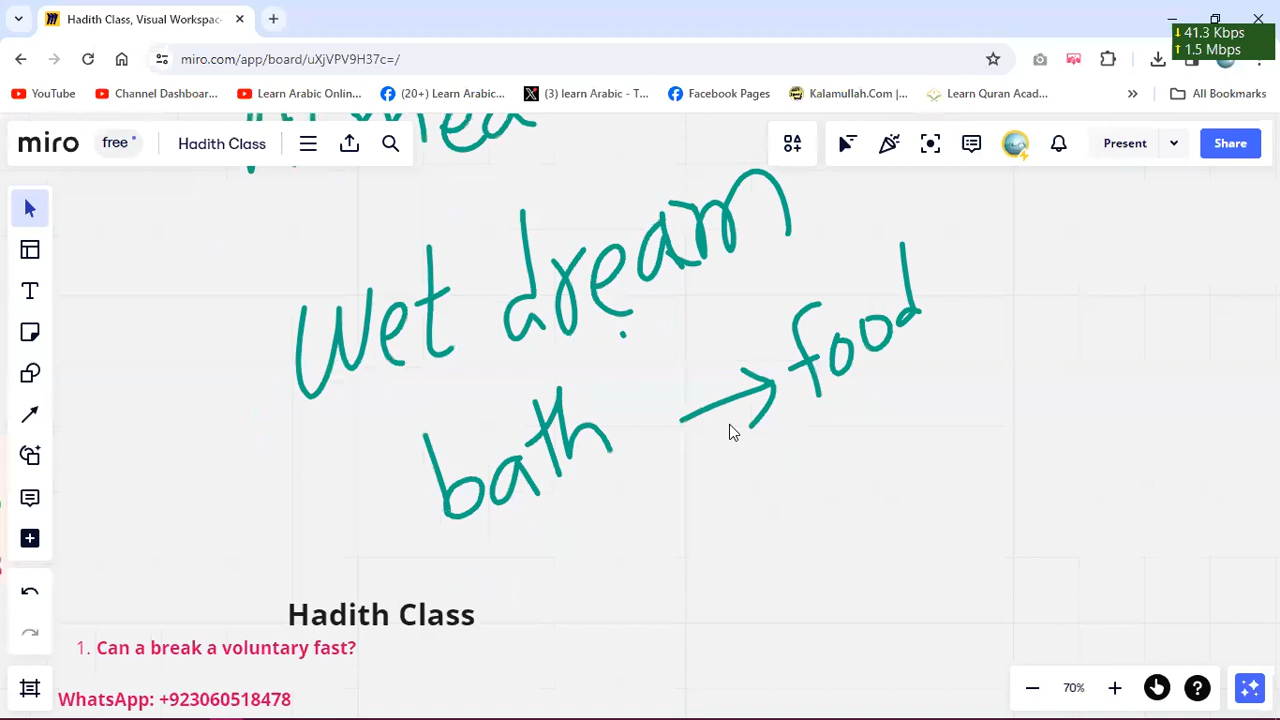 Hadith Class, Visual Workspac
41.3 Kbps
1.5 Mbps
miro.com/app/board/uXjVPV9H37c=/
YouTube
Channel Dashboar...
Learn Arabic Onlin...
(20+) Learn Arabic...
(3) learn Arabic - T...
Facebook Pages
Kalamullah.Com |...
Learn Quran Acad...
All Bookmarks
miro
free
Hadith Class
Present
Share
Wet dream
bath → food
Hadith Class
1. Can a break a voluntary fast?
WhatsApp: +923060518478
70%